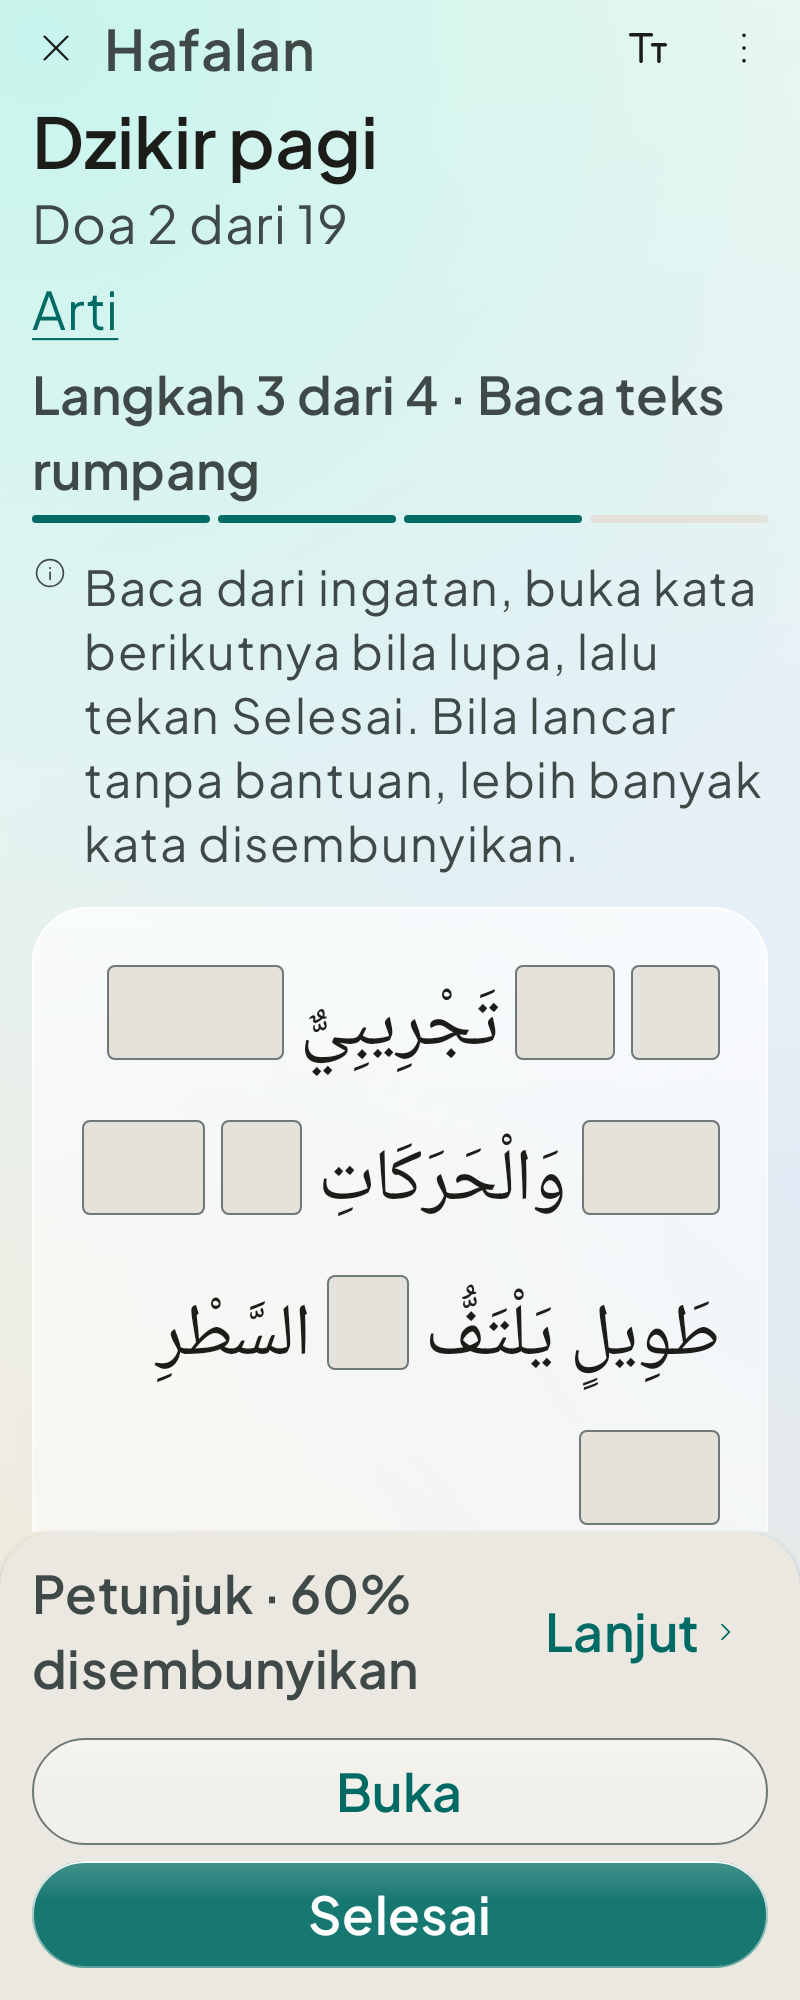 Hafalan
Dzikir pagi
Doa 2 dari 19
Arti
Langkah 3 dari 4 · Baca teks
rumpang
Baca dari ingatan, buka kata
berikutnya bila lupa, lalu
tekan Selesai. Bila lancar
tanpa bantuan, lebih banyak
kata disembunyikan.
تَجْرِيبِيٌّ
وَالْحَرَكَاتِ
طَوِيلٍ يَلْتَفُّ السَّطْرِ
Petunjuk · 60%
disembunyikan
Lanjut
Buka
Selesai